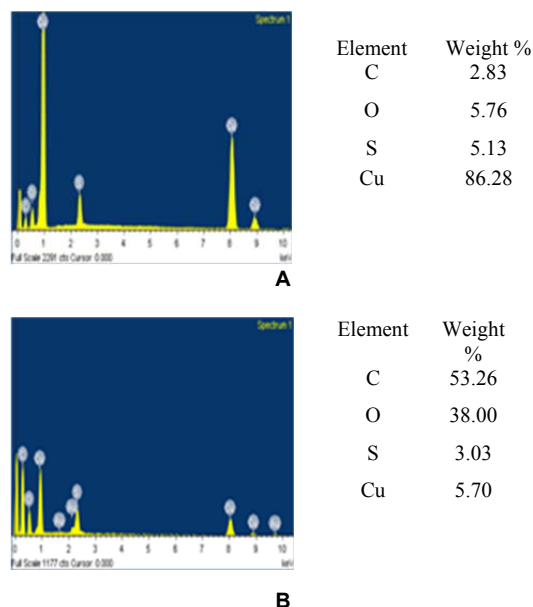 Spectrum 1
0 1 2 3 4 5 6 7 8 9 10
Full Scale 2291 cts Cursor: 0.000 keV
Element Weight %
C 2.83
O 5.76
S 5.13
Cu 86.28
A
Spectrum 1
0 1 2 3 4 5 6 7 8 9 10
Full Scale 1177 cts Cursor: 0.000 keV
Element Weight
%
C 53.26
O 38.00
S 3.03
Cu 5.70
B